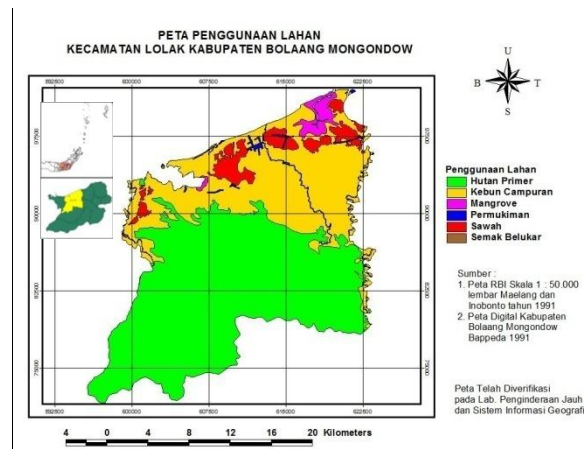 PETA PENGGUNAAN LAHAN
KECAMATAN LOLAK KABUPATEN BOLAANG MONGONDOW
592500 600000 607500 615000 622500
U
B T
S
Penggunaan Lahan
Hutan Primer
Kebun Campuran
Mangrove
Permukiman
Sawah
Semak Belukar
Sumber :
1. Peta RBI Skala 1 : 50.000
lembar Maelang dan
Inobonto tahun 1991
2. Peta Digital Kabupaten
Bolaang Mongondow
Bappeda 1991
Peta Telah Diverifikasi
pada Lab. Penginderaan Jauh
dan Sistem Informasi Geografi
592500 600000 607500 615000 622500
4 0 4 8 12 16 20 Kilometers